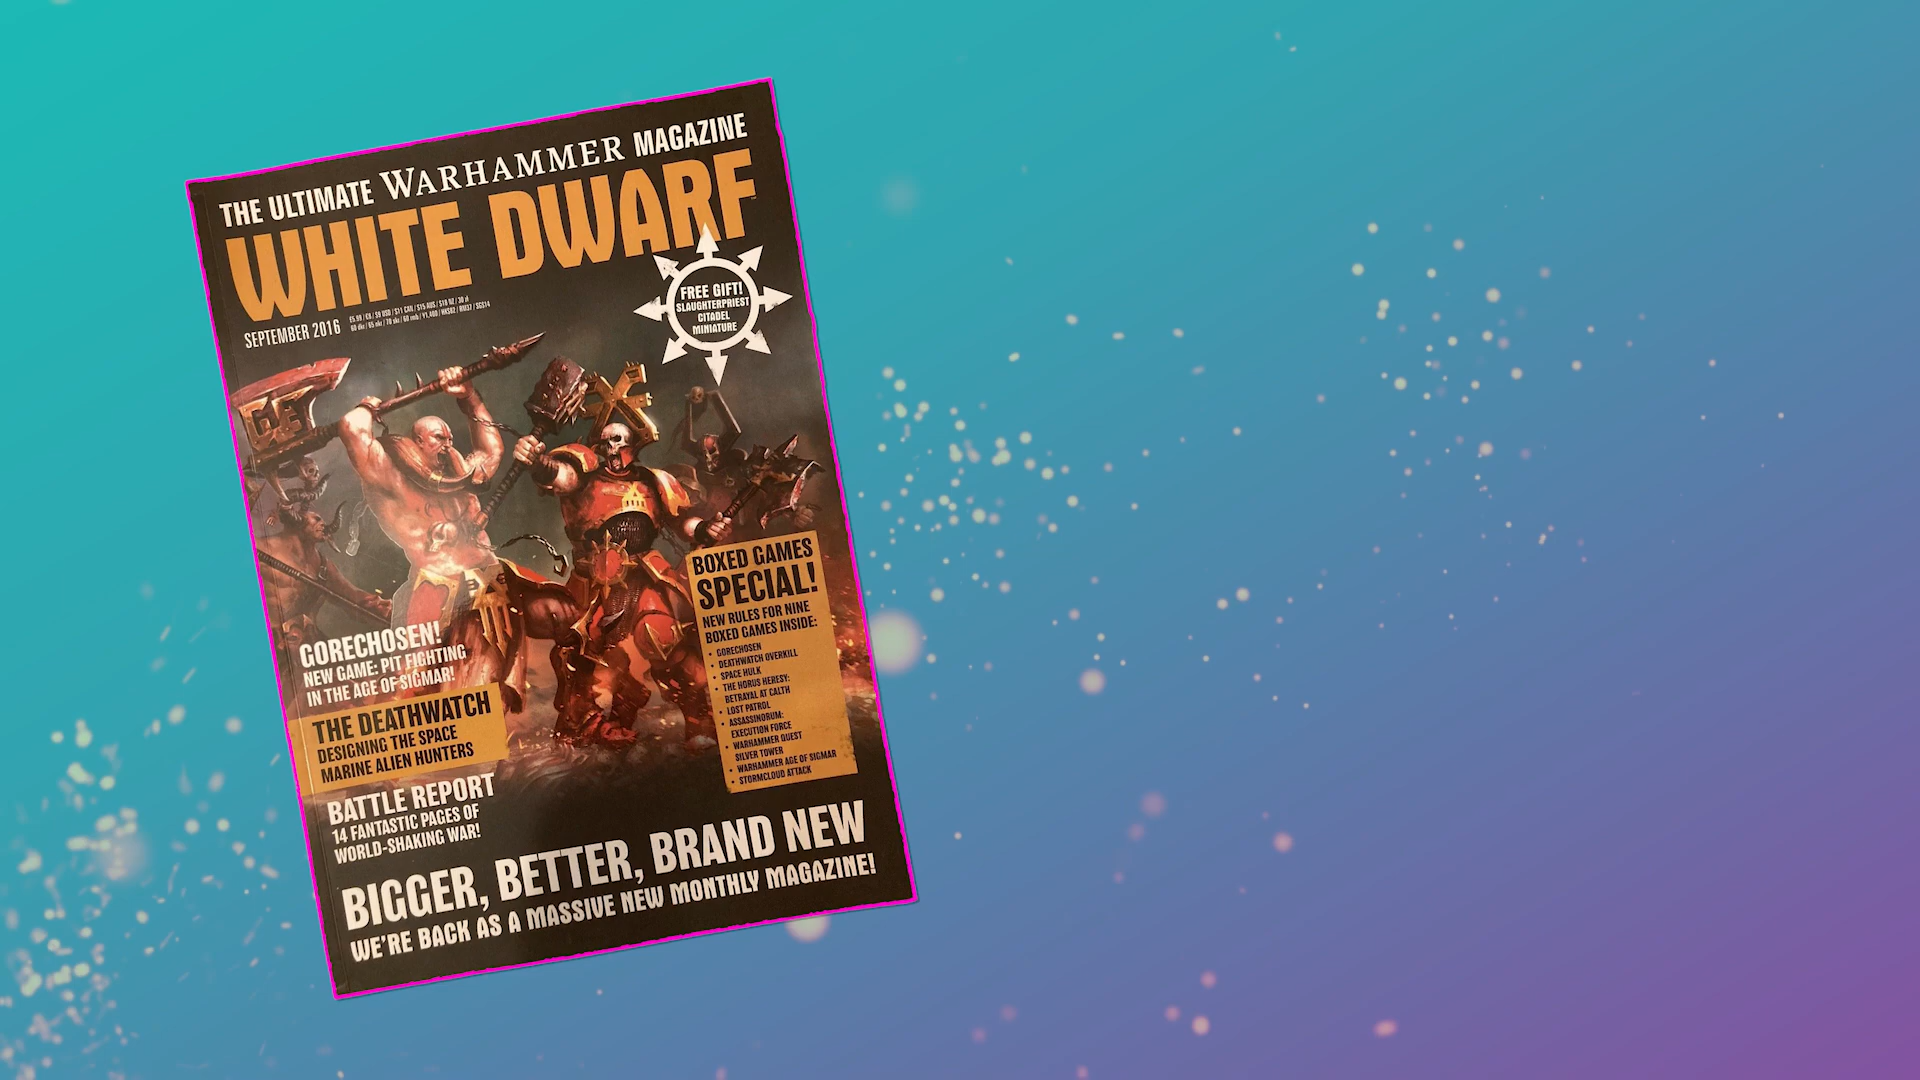 THE ULTIMATE WARHAMMER MAGAZINE
WHITE DWARF
SEPTEMBER 2016
FREE GIFT!
SLAUGHTERPRIEST
CITADEL
MINIATURE
BOXED GAMES
SPECIAL!
NEW RULES FOR NINE
BOXED GAMES INSIDE:
• GORECHOSEN
• DEATHWATCH OVERKILL
• SPACE HULK
• THE HORUS HERESY:
BETRAYAL AT CALTH
• LOST PATROL
• ASSASSINORUM:
EXECUTION FORCE
• WARHAMMER QUEST
SILVER TOWER
• WARHAMMER AGE OF SIGMAR
• STORMCLOUD ATTACK
GORECHOSEN!
NEW GAME: PIT FIGHTING
IN THE AGE OF SIGMAR!
THE DEATHWATCH
DESIGNING THE SPACE
MARINE ALIEN HUNTERS
BATTLE REPORT
14 FANTASTIC PAGES OF
WORLD-SHAKING WAR!
BIGGER, BETTER, BRAND NEW
WE'RE BACK AS A MASSIVE NEW MONTHLY MAGAZINE!